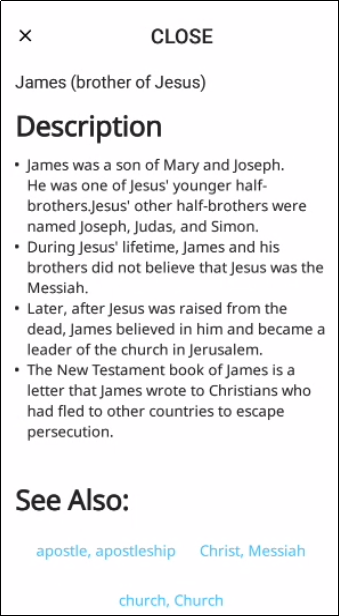 × CLOSE
James (brother of Jesus)
Description
• James was a son of Mary and Joseph.
He was one of Jesus' younger half-
brothers.Jesus' other half-brothers were
named Joseph, Judas, and Simon.
• During Jesus' lifetime, James and his
brothers did not believe that Jesus was the
Messiah.
• Later, after Jesus was raised from the
dead, James believed in him and became a
leader of the church in Jerusalem.
• The New Testament book of James is a
letter that James wrote to Christians who
had fled to other countries to escape
persecution.
See Also:
apostle, apostleship Christ, Messiah
church, Church